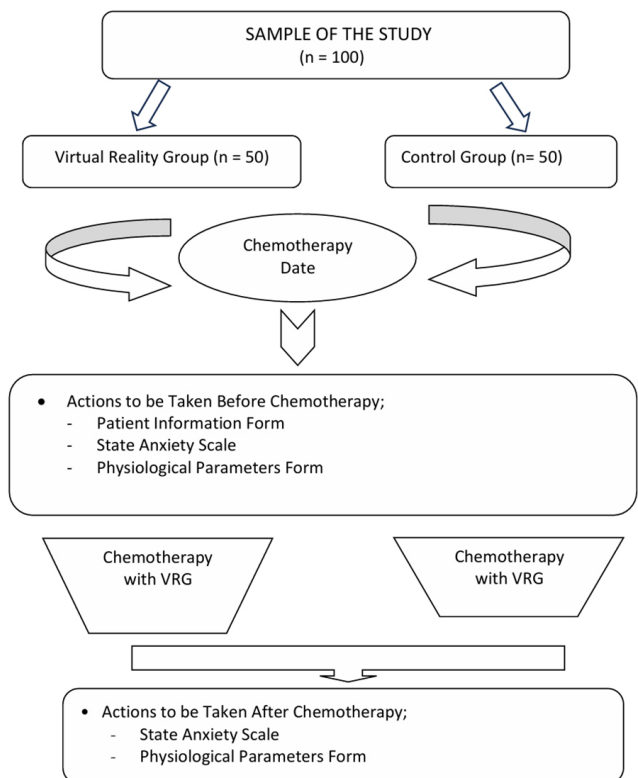 SAMPLE OF THE STUDY
(n = 100)
Virtual Reality Group (n = 50)
Control Group (n= 50)
Chemotherapy
Date
• Actions to be Taken Before Chemotherapy;
- Patient Information Form
- State Anxiety Scale
- Physiological Parameters Form
Chemotherapy
with VRG
Chemotherapy
with VRG
• Actions to be Taken After Chemotherapy;
- State Anxiety Scale
- Physiological Parameters Form